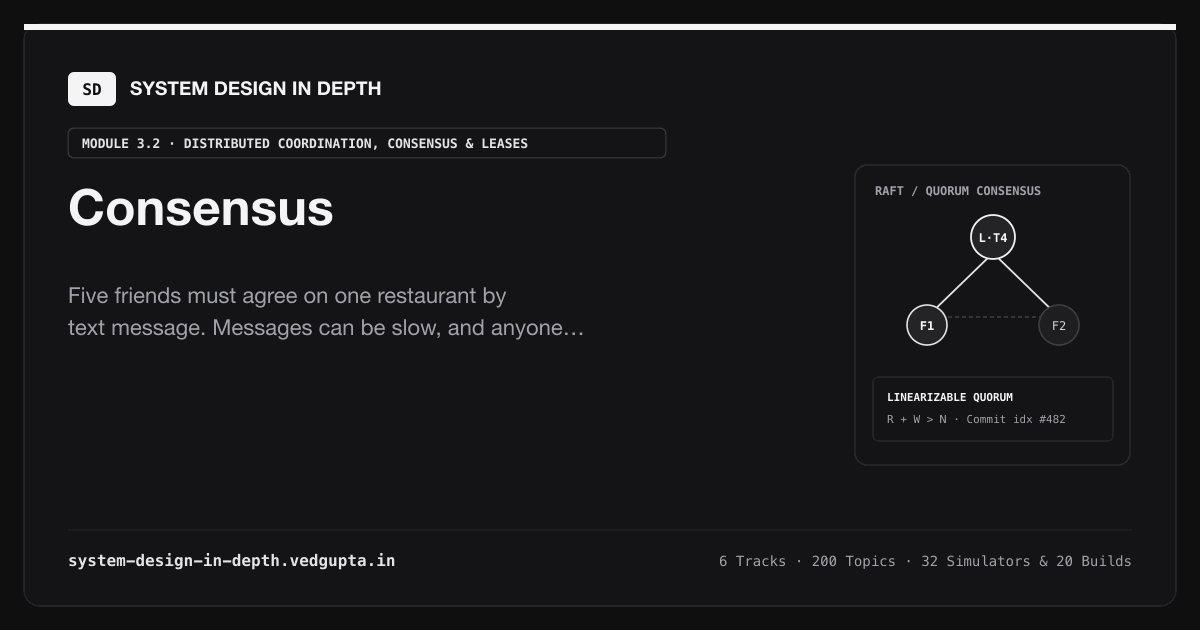 SD SYSTEM DESIGN IN DEPTH
MODULE 3.2 · DISTRIBUTED COORDINATION, CONSENSUS & LEASES
Consensus
Five friends must agree on one restaurant by
text message. Messages can be slow, and anyone…
RAFT / QUORUM CONSENSUS
L·T4
F1
F2
LINEARIZABLE QUORUM
R + W > N · Commit idx #482
system-design-in-depth.vedgupta.in
6 Tracks · 200 Topics · 32 Simulators & 20 Builds